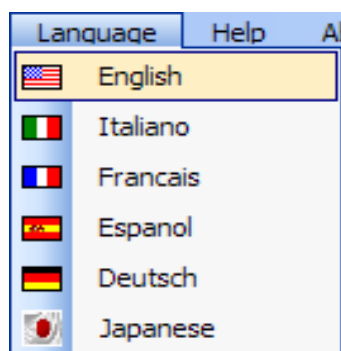 Language Help
English
Italiano
Francais
Espanol
Deutsch
Japanese